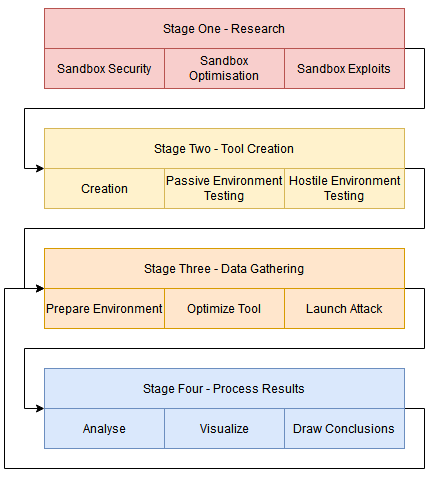 Stage One - Research
Sandbox Security
Sandbox
Optimisation
Sandbox Exploits
Stage Two - Tool Creation
Creation
Passive Environment
Testing
Hostile Environment
Testing
Stage Three - Data Gathering
Prepare Environment
Optimize Tool
Launch Attack
Stage Four - Process Results
Analyse
Visualize
Draw Conclusions